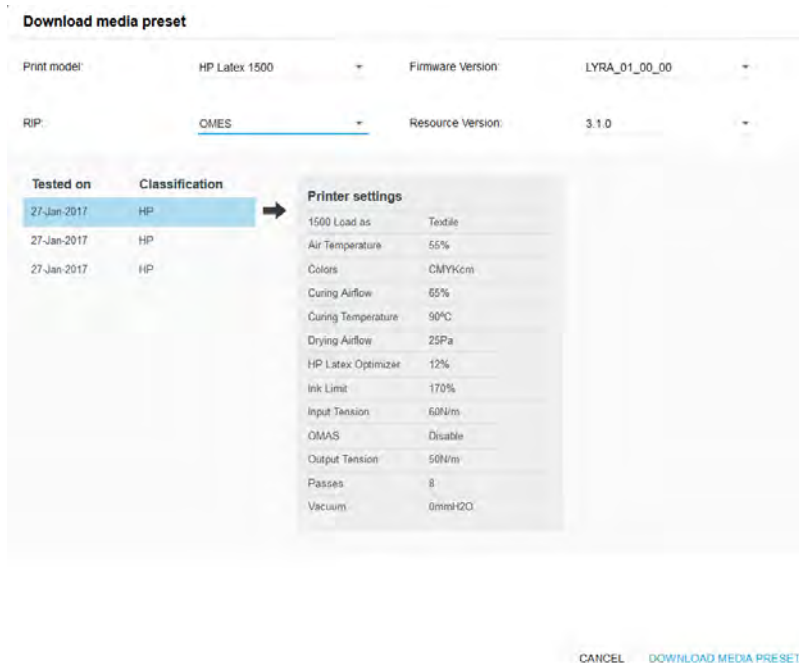 Download media preset
Print model: HP Latex 1500 Firmware Version: LYRA_01_00_00
RIP: OMES Resource Version: 3.1.0
Tested on Classification
27-Jan-2017 HP
27-Jan-2017 HP
27-Jan-2017 HP
Printer settings
1500 Load as Textile
Air Temperature 55%
Colors CMYKcm
Curing Airflow 65%
Curing Temperature 90ºC
Drying Airflow 25Pa
HP Latex Optimizer 12%
Ink Limit 170%
Input Tension 60N/m
OMAS Disable
Output Tension 50N/m
Passes 8
Vacuum 0mmH2O
CANCEL DOWNLOAD MEDIA PRESET